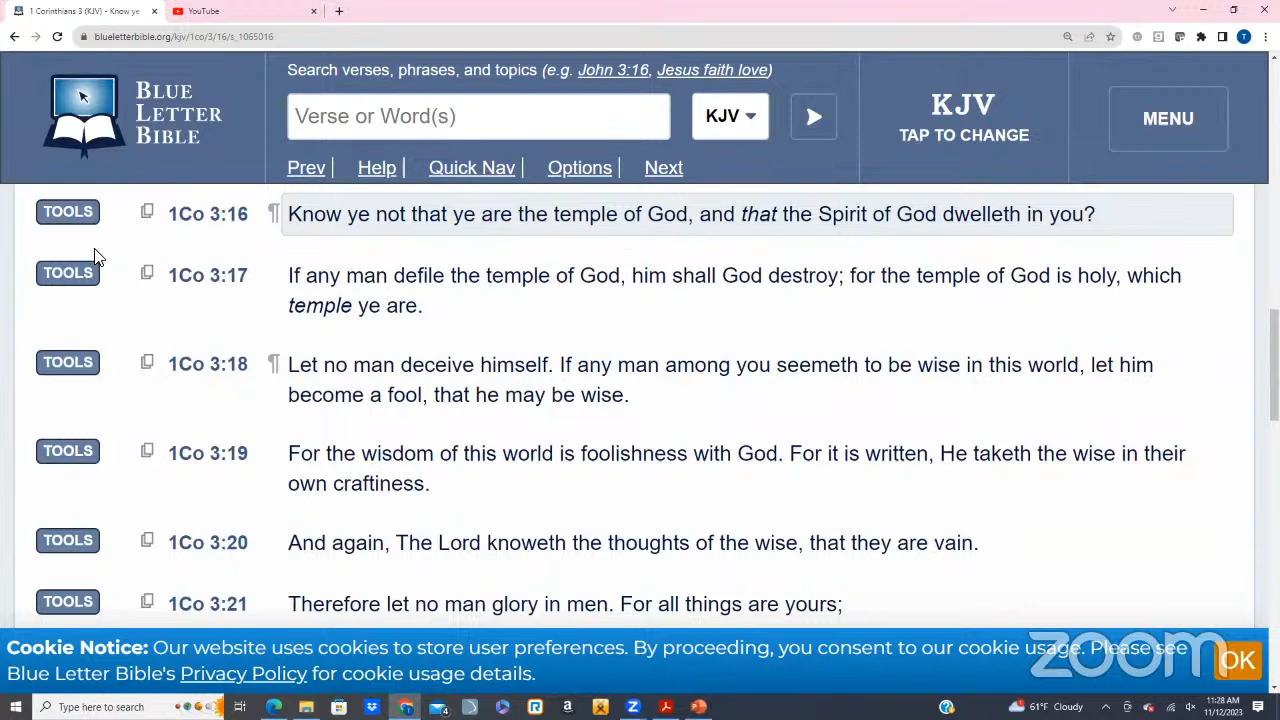 1 Corinthians 3 (KJV) - Know ye
YouTube
blueletterbible.org/kjv/1co/3/16/s_1065016
BLUE
LETTER
BIBLE
Search verses, phrases, and topics (e.g. John 3:16, Jesus faith love)
Verse or Word(s)
KJV
Prev | Help | Quick Nav | Options | Next
KJV
TAP TO CHANGE
MENU
TOOLS 1Co 3:16 ¶ Know ye not that ye are the temple of God, and that the Spirit of God dwelleth in you?
TOOLS 1Co 3:17 If any man defile the temple of God, him shall God destroy; for the temple of God is holy, which
temple ye are.
TOOLS 1Co 3:18 ¶ Let no man deceive himself. If any man among you seemeth to be wise in this world, let him
become a fool, that he may be wise.
TOOLS 1Co 3:19 For the wisdom of this world is foolishness with God. For it is written, He taketh the wise in their
own craftiness.
TOOLS 1Co 3:20 And again, The Lord knoweth the thoughts of the wise, that they are vain.
TOOLS 1Co 3:21 Therefore let no man glory in men. For all things are yours;
Cookie Notice: Our website uses cookies to store user preferences. By proceeding, you consent to our cookie usage. Please see
Blue Letter Bible's Privacy Policy for cookie usage details.
OK
zoom
Type here to search
61°F Cloudy
11:28 AM
11/12/2023